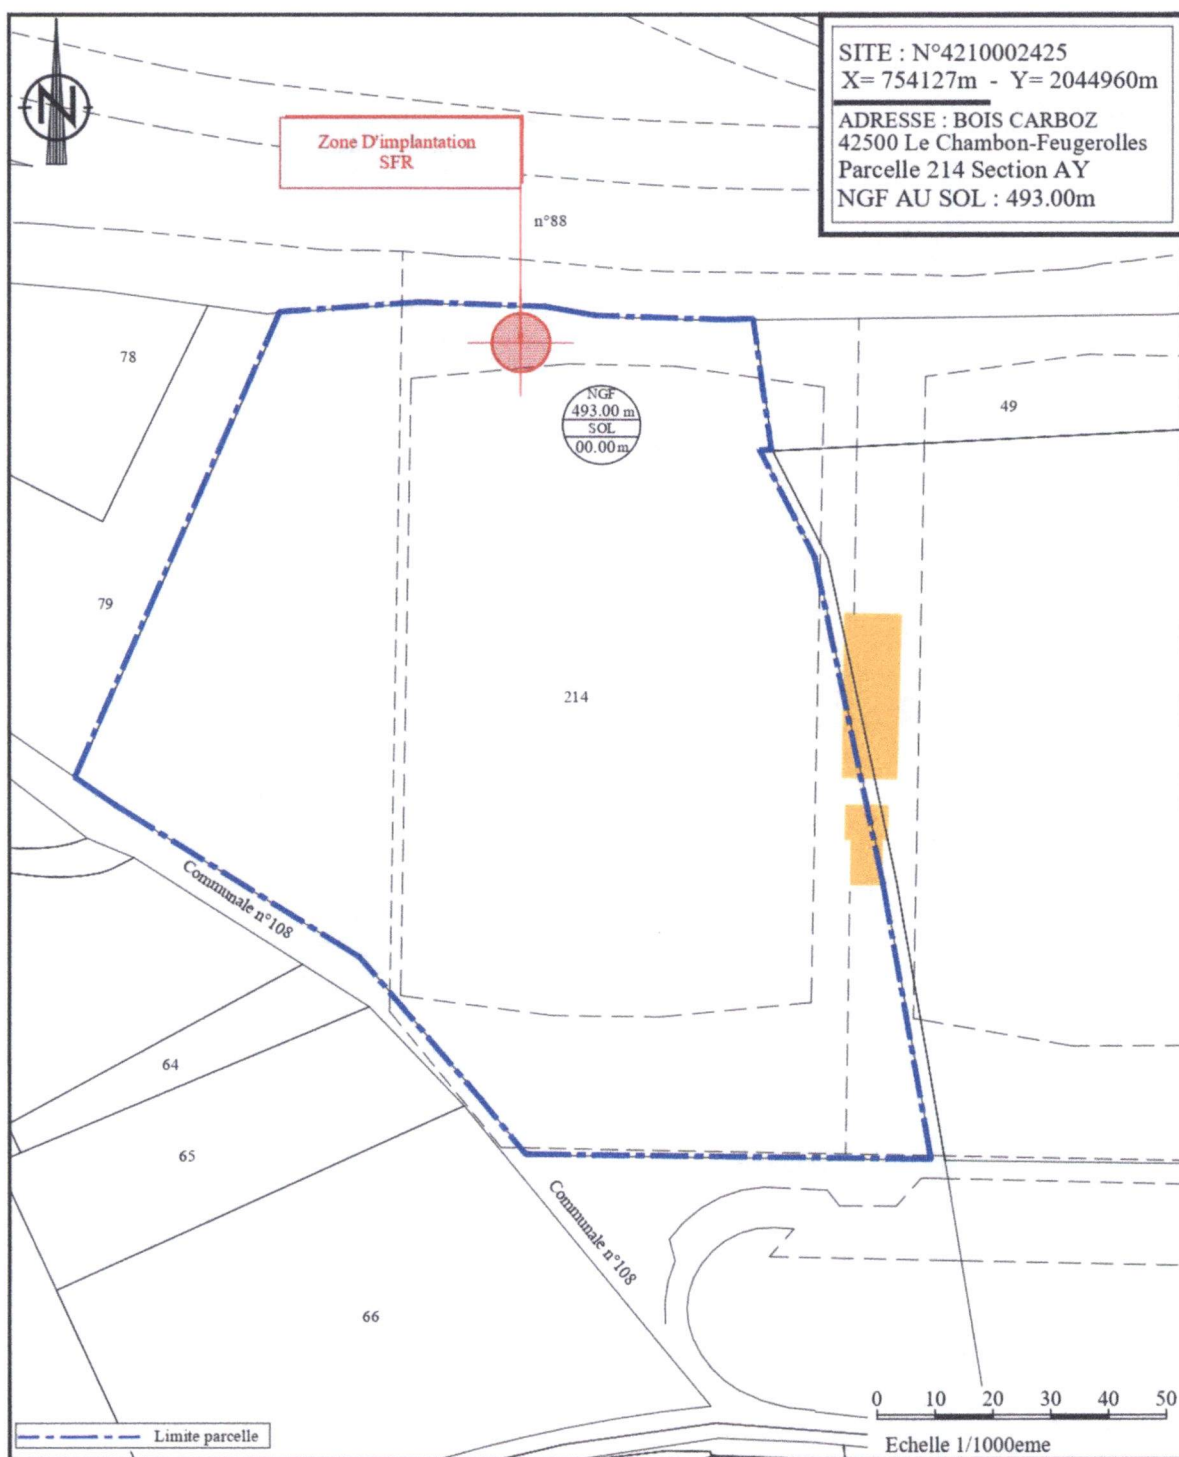 SITE : N°4210002425
X= 754127m - Y= 2044960m
ADRESSE : BOIS CARBOZ
42500 Le Chambon-Feugerolles
Parcelle 214 Section AY
NGF AU SOL : 493.00m
N
Zone D'implantation
SFR
n°88
78
49
NGF
493.00 m
SOL
00.00m
79
214
Communale n°108
64
65
Communale n°108
66
0 10 20 30 40 50
Limite parcelle
Echelle 1/1000eme